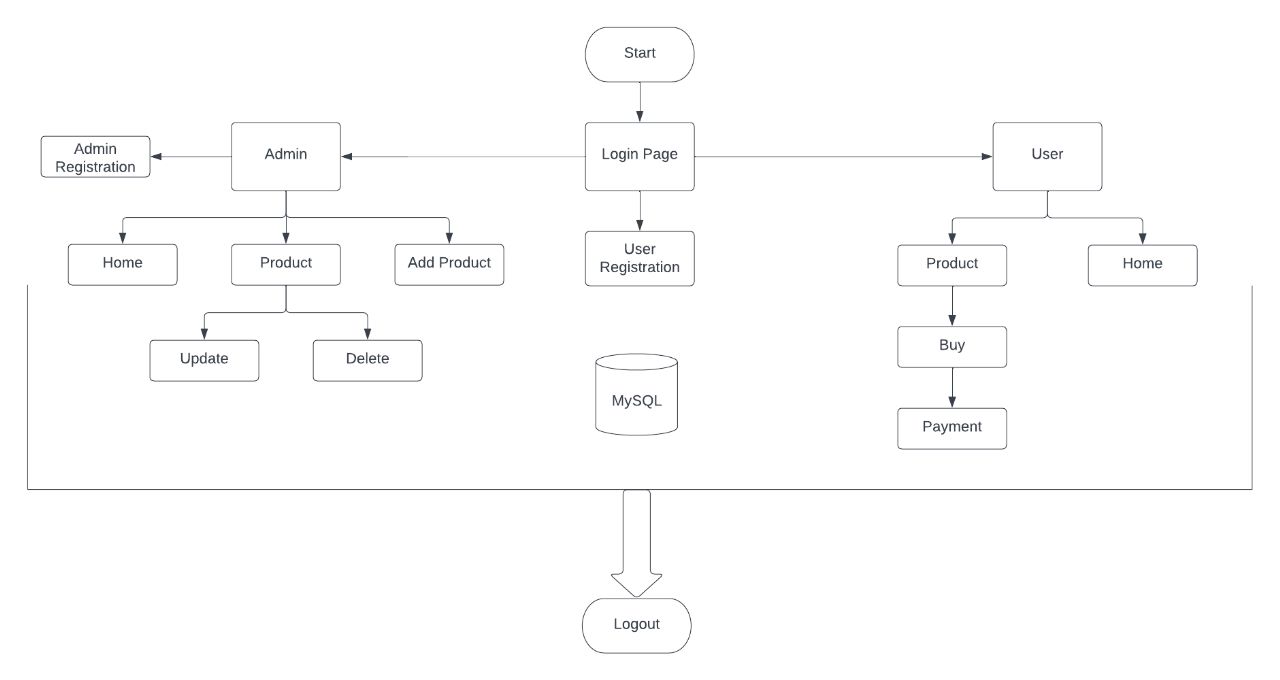 Start
Admin
Registration
Admin
Login Page
User
Home
Product
Add Product
User
Registration
Product
Home
Update
Delete
Buy
MySQL
Payment
Logout